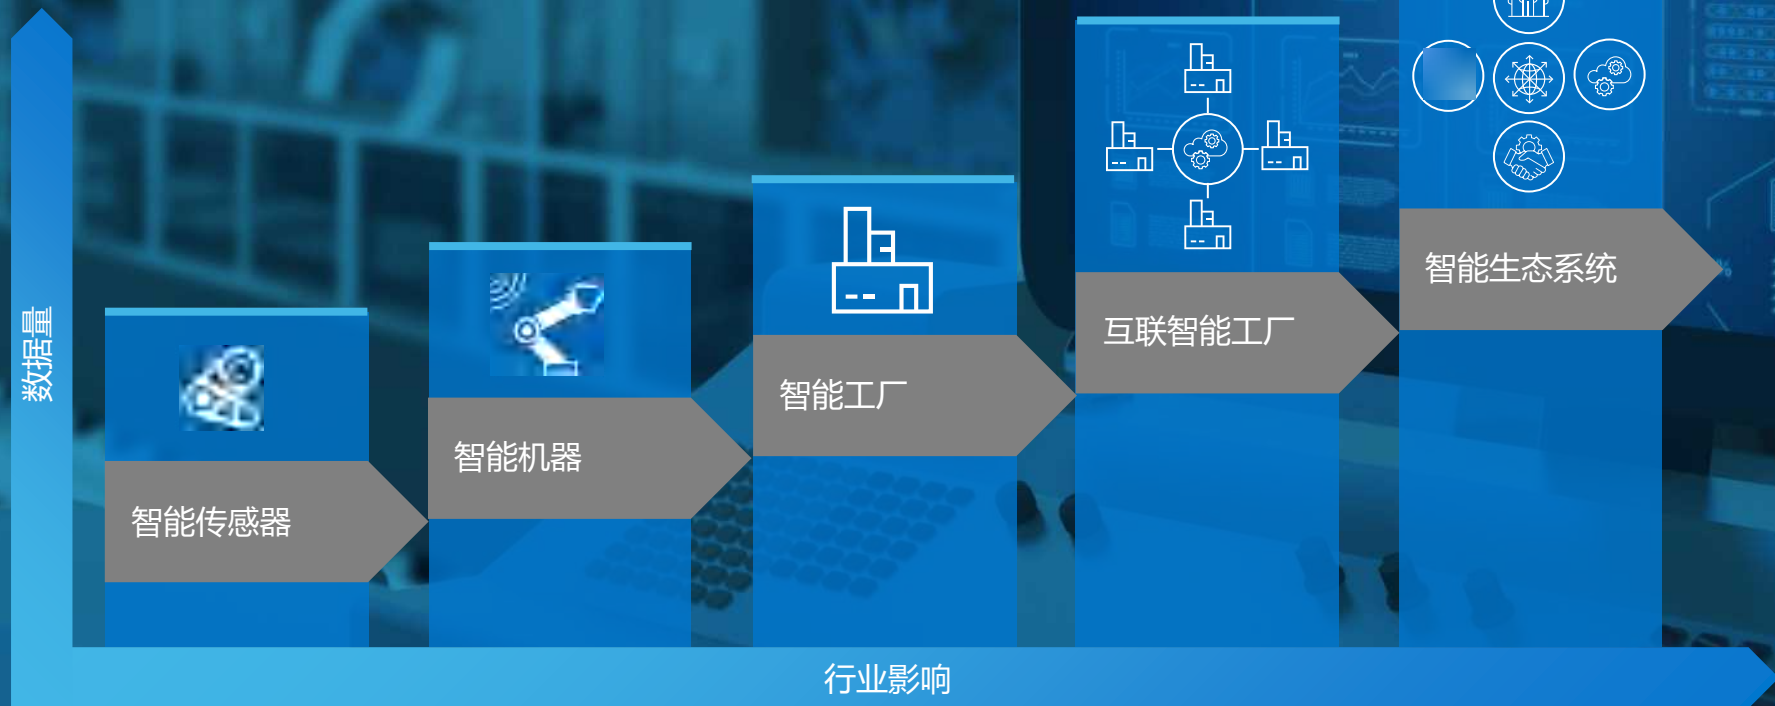 数据量
智能传感器
智能机器
智能工厂
互联智能工厂
智能生态系统
行业影响